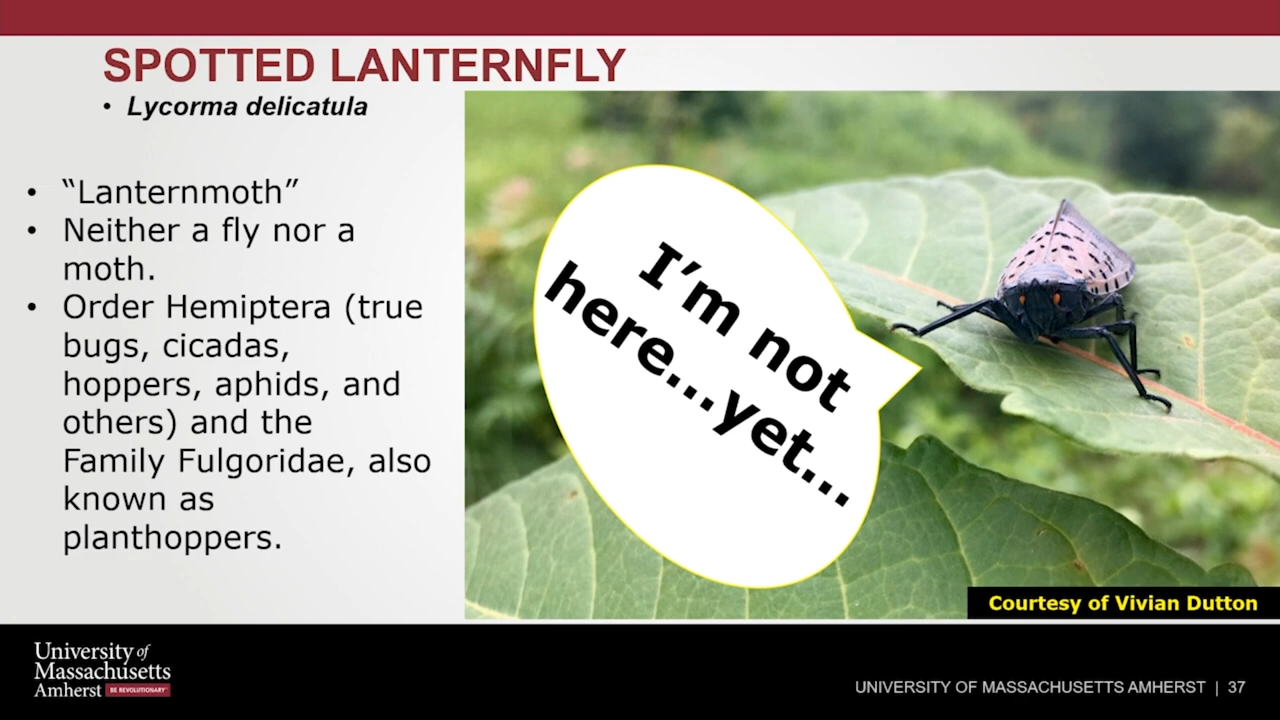 SPOTTED LANTERNFLY
• Lycorma delicatula
• “Lanternmoth”
• Neither a fly nor a
moth.
• Order Hemiptera (true
bugs, cicadas,
hoppers, aphids, and
others) and the
Family Fulgoridae, also
known as
planthoppers.
I’m not
here...yet...
Courtesy of Vivian Dutton
University of
Massachusetts
Amherst BE REVOLUTIONARY™
UNIVERSITY OF MASSACHUSETTS AMHERST | 37